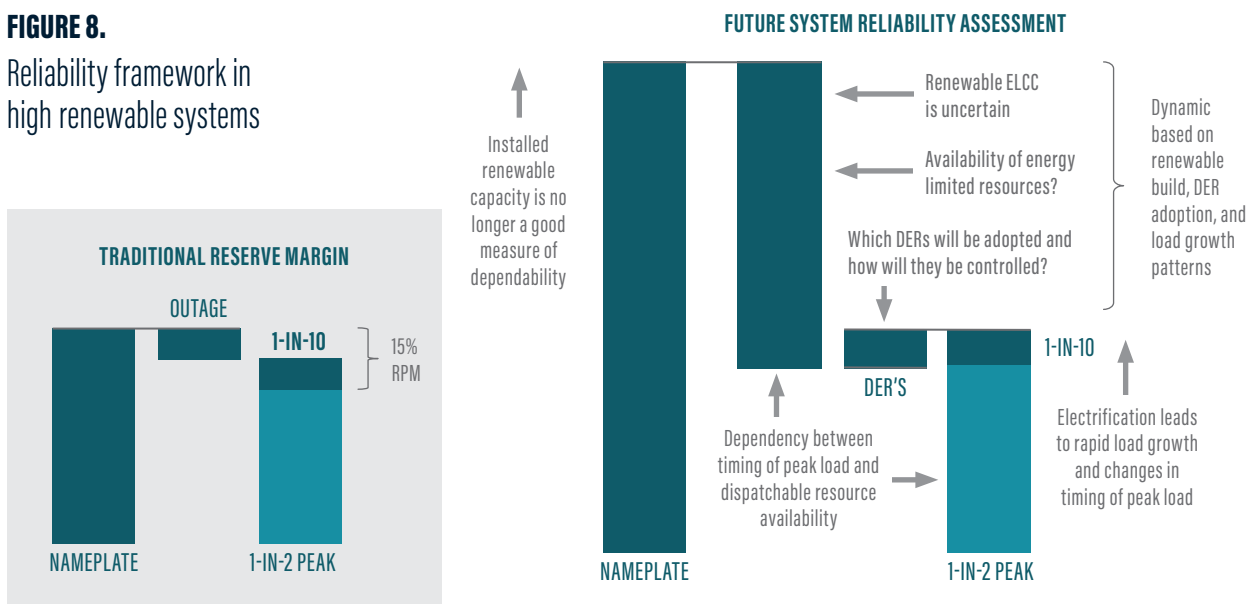 FIGURE 8.
Reliability framework in
high renewable systems
TRADITIONAL RESERVE MARGIN
OUTAGE
1-IN-10
15%
RPM
NAMEPLATE
1-IN-2 PEAK
FUTURE SYSTEM RELIABILITY ASSESSMENT
Installed
renewable
capacity is no
longer a good
measure of
dependability
Renewable ELCC
is uncertain
Availability of energy
limited resources?
Which DERs will be adopted and
how will they be controlled?
Dynamic
based on
renewable
build, DER
adoption, and
load growth
patterns
DER'S
1-IN-10
Dependency between
timing of peak load and
dispatchable resource
availability
Electrification leads
to rapid load growth
and changes in
timing of peak load
NAMEPLATE
1-IN-2 PEAK